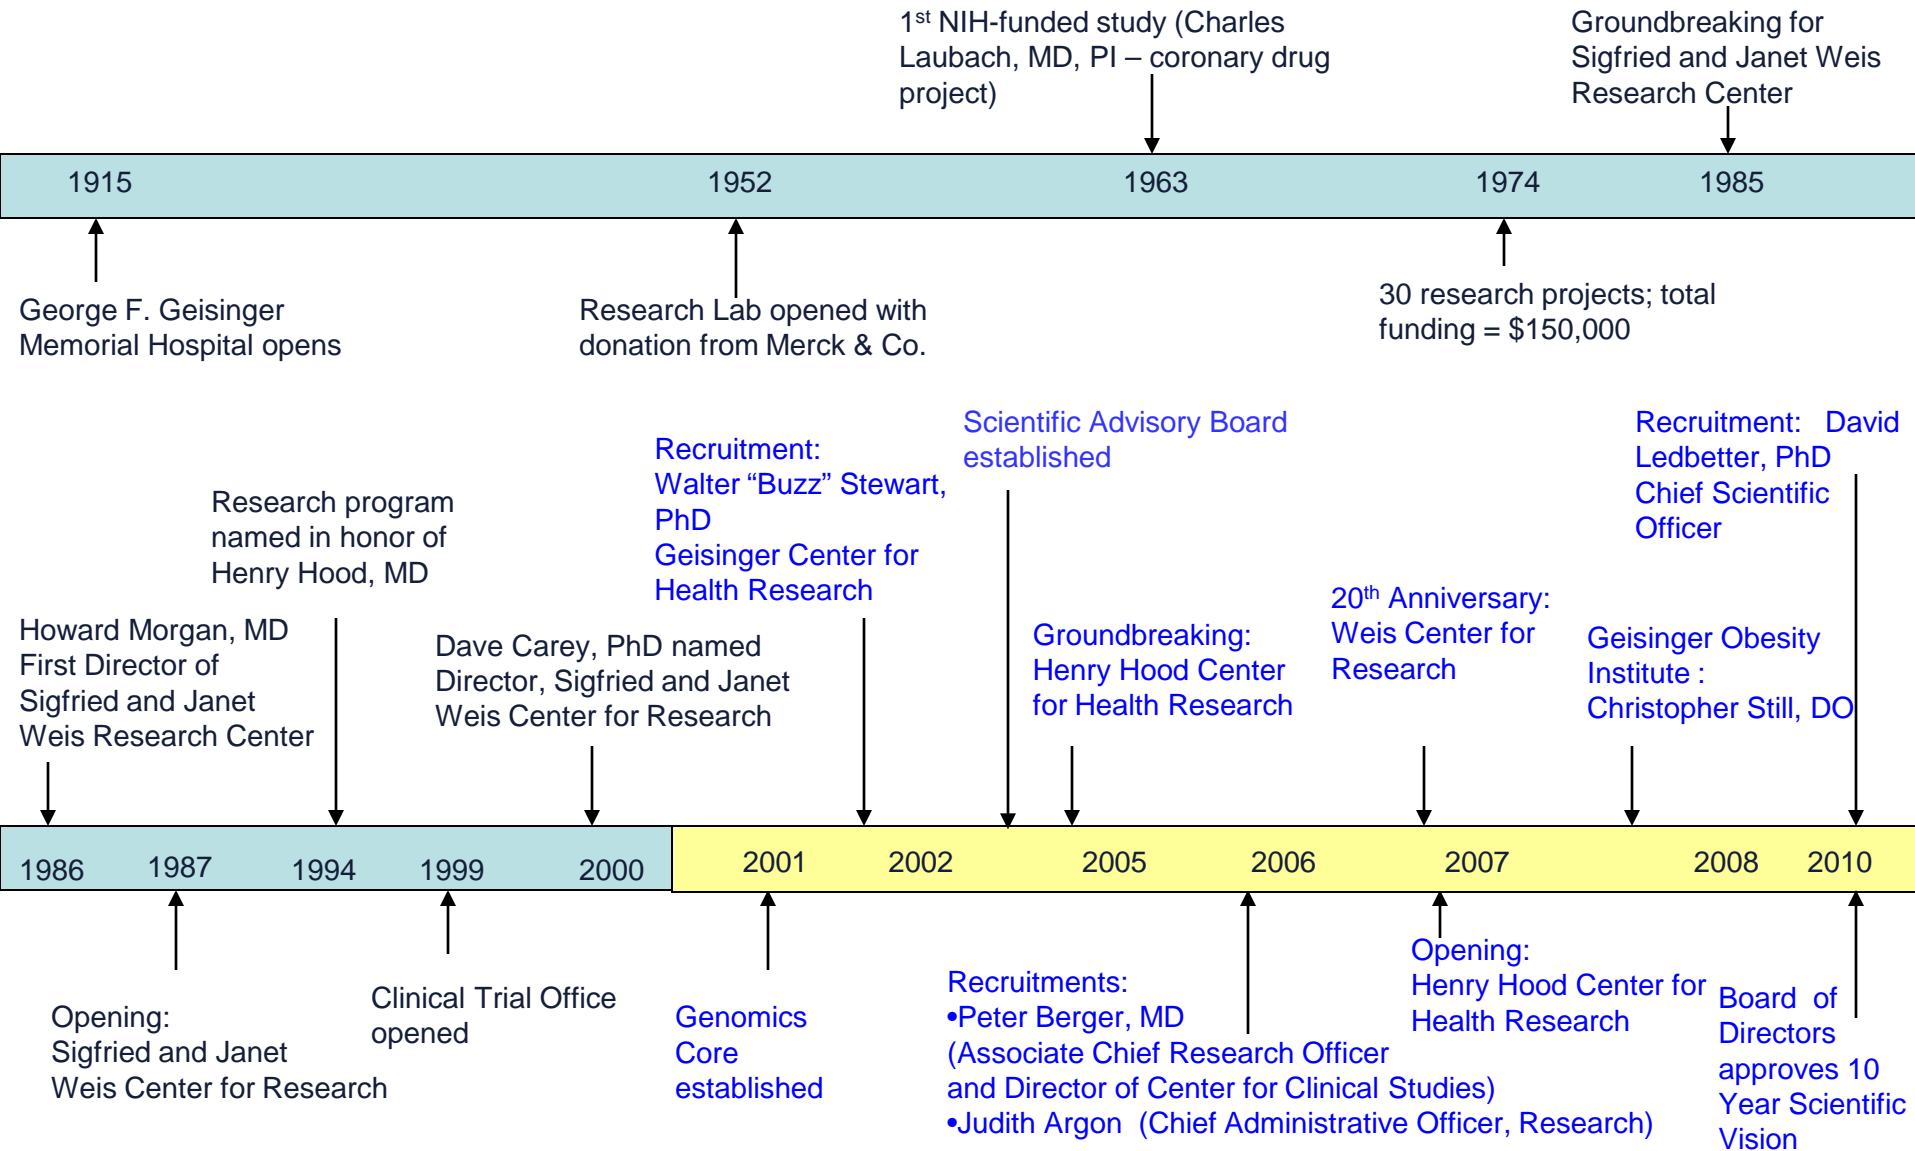 1st NIH-funded study (Charles
Laubach, MD, PI – coronary drug
project)
Groundbreaking for
Sigfried and Janet Weis
Research Center
1915
1952
1963
1974
1985
George F. Geisinger
Memorial Hospital opens
Research Lab opened with
donation from Merck & Co.
30 research projects; total
funding = $150,000
Howard Morgan, MD
First Director of
Sigfried and Janet
Weis Research Center
Research program
named in honor of
Henry Hood, MD
Dave Carey, PhD named
Director, Sigfried and Janet
Weis Center for Research
Recruitment:
Walter “Buzz” Stewart,
PhD
Geisinger Center for
Health Research
Scientific Advisory Board
established
Groundbreaking:
Henry Hood Center
for Health Research
20th Anniversary:
Weis Center for
Research
Geisinger Obesity
Institute :
Christopher Still, DO
Recruitment: David
Ledbetter, PhD
Chief Scientific
Officer
1986
1987
1994
1999
2000
2001
2002
2005
2006
2007
2008
2010
Opening:
Sigfried and Janet
Weis Center for Research
Clinical Trial Office
opened
Genomics
Core
established
Recruitments:
•Peter Berger, MD
(Associate Chief Research Officer
and Director of Center for Clinical Studies)
•Judith Argon (Chief Administrative Officer, Research)
Opening:
Henry Hood Center for
Health Research
Board of
Directors
approves 10
Year Scientific
Vision